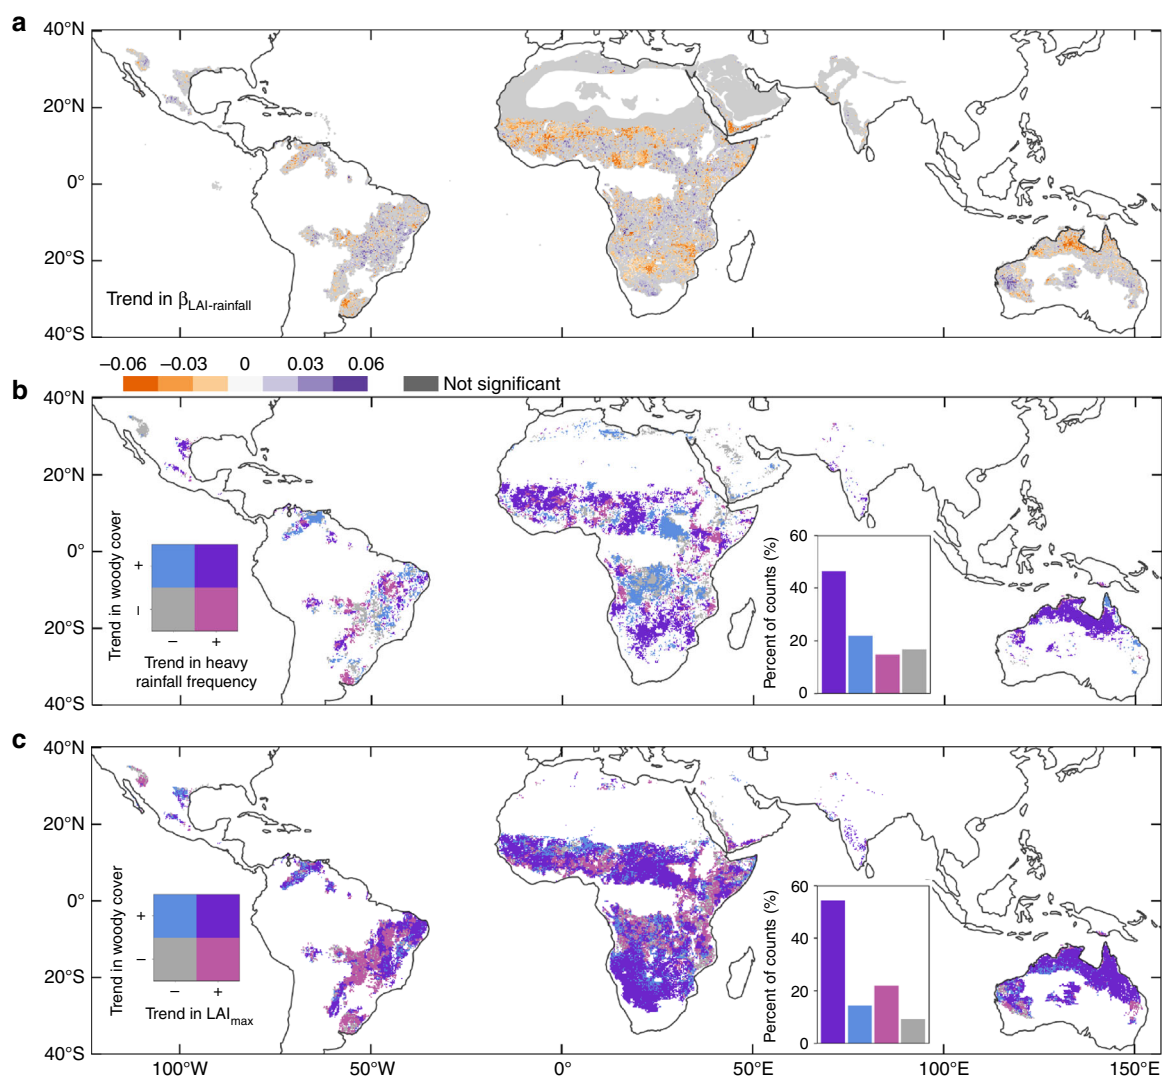 a
40°N
20°N
0°
20°S
40°S
Trend in βLAI-rainfall
−0.06 −0.03 0 0.03 0.06
Not significant
b
40°N
20°N
0°
20°S
40°S
Trend in woody cover
+
−
− +
Trend in heavy
rainfall frequency
Percent of counts (%)
60
40
20
0
c
40°N
20°N
0°
20°S
40°S
Trend in woody cover
+
−
− +
Trend in LAImax
Percent of counts (%)
60
40
20
0
100°W 50°W 0° 50°E 100°E 150°E